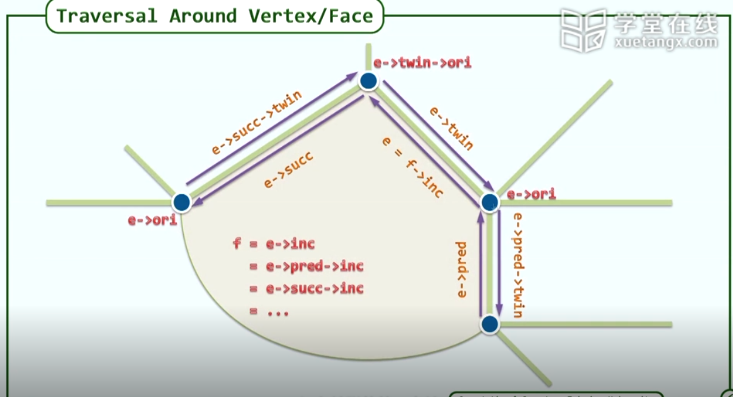 Traversal Around Vertex/Face
学堂在线
xuetangx.com
e->twin->ori
e->succ->twin
e->twin
e->succ
e = f->inc
e->ori
e->ori
f = e->inc
= e->pred->inc
= e->succ->inc
= ...
e->pred
e->pred->twin